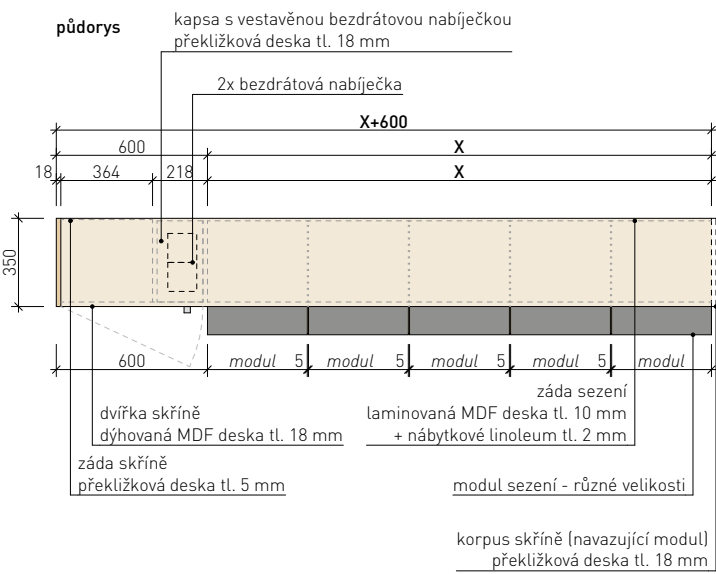 půdorys
kapsa s vestavěnou bezdrátovou nabíječkou
překližková deska tl. 18 mm
2x bezdrátová nabíječka
X+600
600
X
18
364
218
X
350
600
modul
5
modul
5
modul
5
modul
5
modul
záda sezení
laminovaná MDF deska tl. 10 mm
+ nábytkové linoleum tl. 2 mm
dvířka skříně
dýhovaná MDF deska tl. 18 mm
záda skříně
překližková deska tl. 5 mm
modul sezení - různé velikosti
korpus skříně (navazující modul)
překližková deska tl. 18 mm